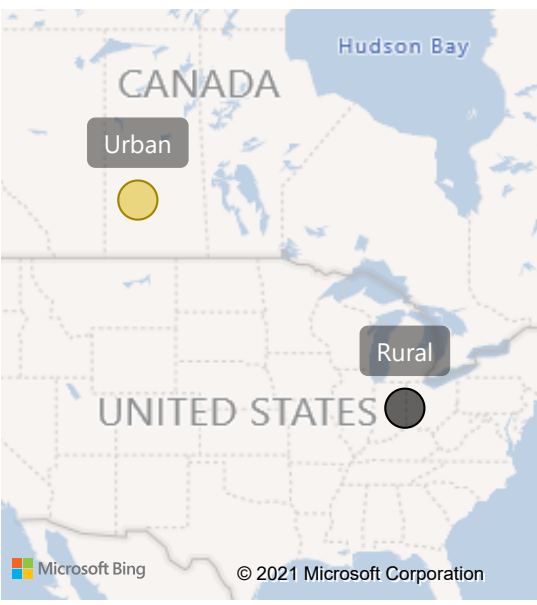 Hudson Bay
CANADA
Urban
Rural
UNITED STATES
Microsoft Bing
© 2021 Microsoft Corporation